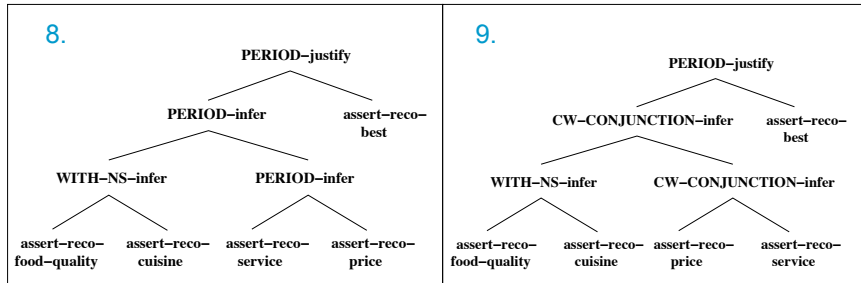 8.
PERIOD–justify
PERIOD–infer
assert–reco–
best
WITH–NS–infer
PERIOD–infer
assert–reco–
food–quality
assert–reco–
cuisine
assert–reco–
service
assert–reco–
price
9.
PERIOD–justify
CW–CONJUNCTION–infer
assert–reco–
best
WITH–NS–infer
CW–CONJUNCTION–infer
assert–reco–
food–quality
assert–reco–
cuisine
assert–reco–
price
assert–reco–
service